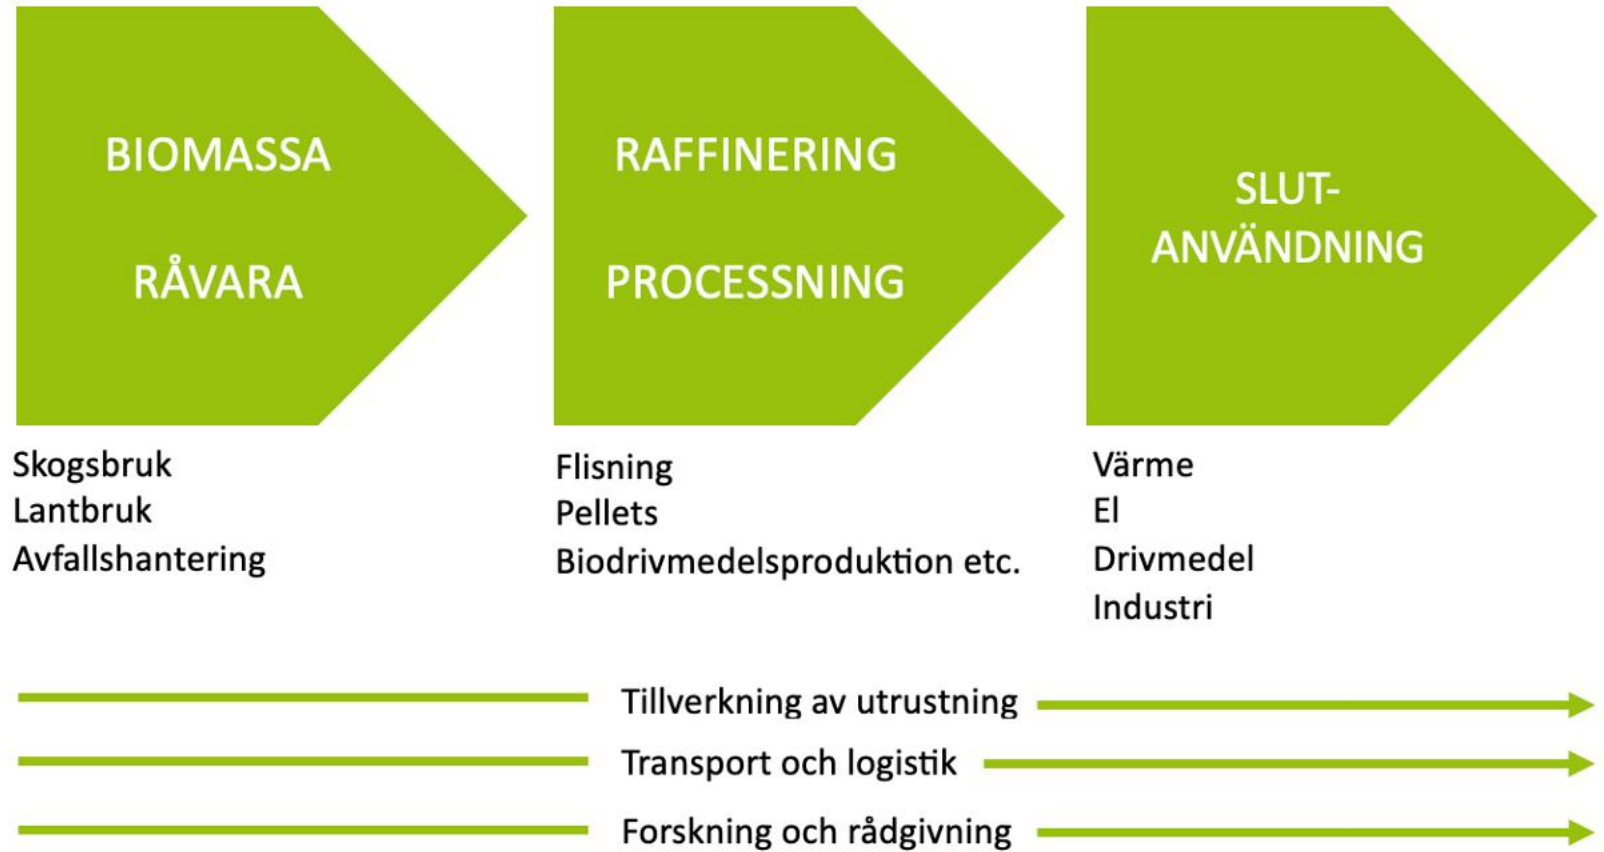 BIOMASSA
RÅVARA
RAFFINERING
PROCESSNING
SLUT-
ANVÄNDNING
Skogsbruk
Lantbruk
Avfallshantering
Flisning
Pellets
Biodrivmedelsproduktion etc.
Värme
El
Drivmedel
Industri
Tillverkning av utrustning
Transport och logistik
Forskning och rådgivning